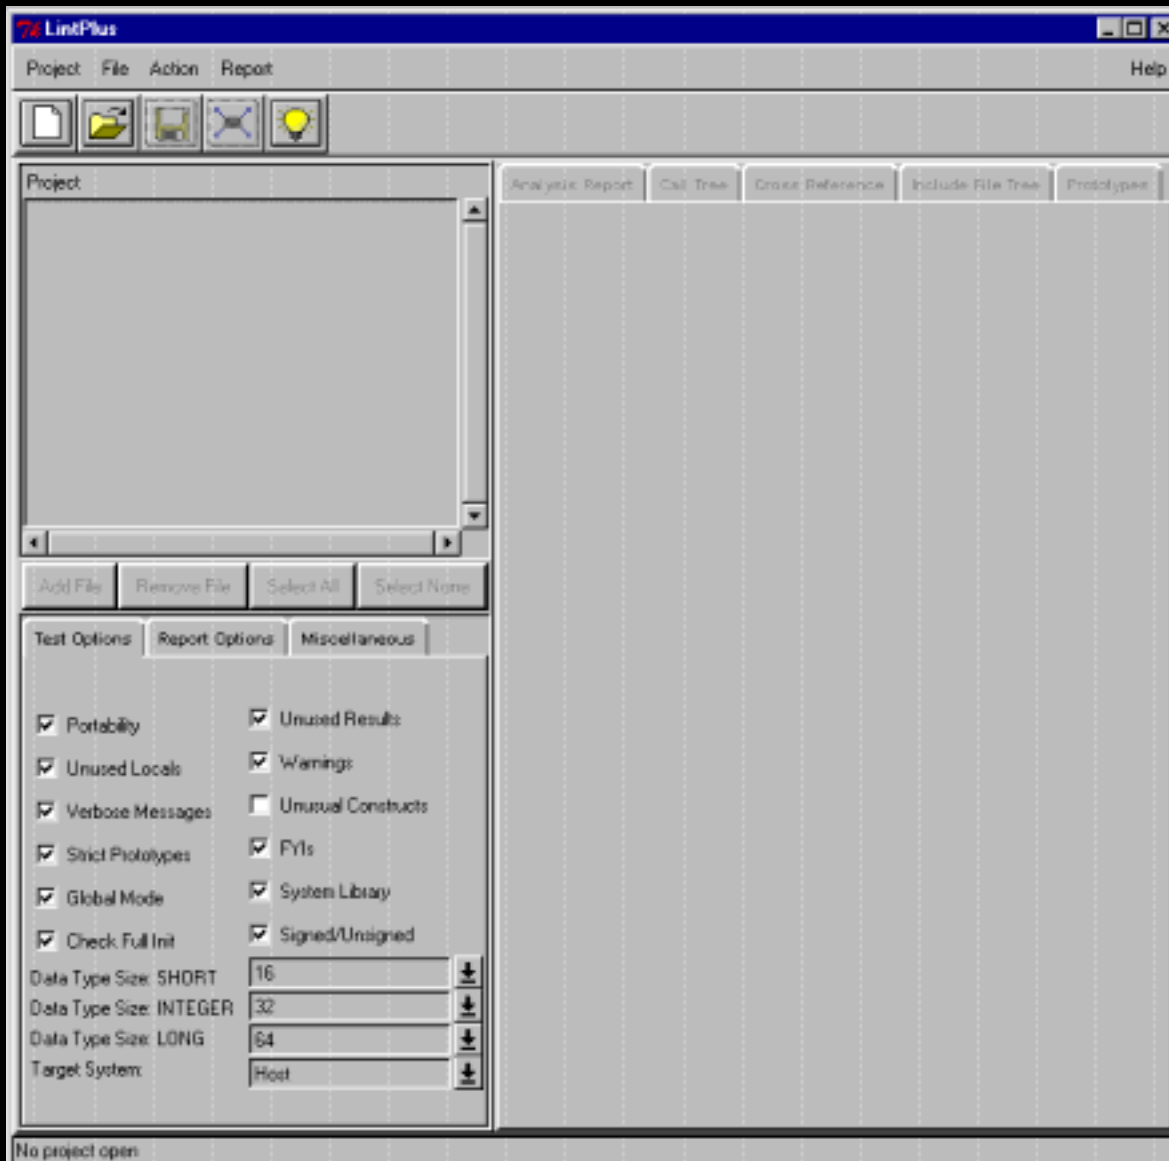 LintPlus
Project File Action Report Help
Project
Analysis Report Call Tree Cross Reference Include File Tree Prototypes
Add File Remove File Select All Select None
Test Options Report Options Miscellaneous
Portability
Unused Results
Unused Locals
Warnings
Verbose Messages
Unusual Constructs
Strict Prototypes
FYIs
Global Mode
System Library
Check Full Init
Signed/Unsigned
Data Type Size: SHORT 16
Data Type Size: INTEGER 32
Data Type Size: LONG 64
Target System: Host
No project open